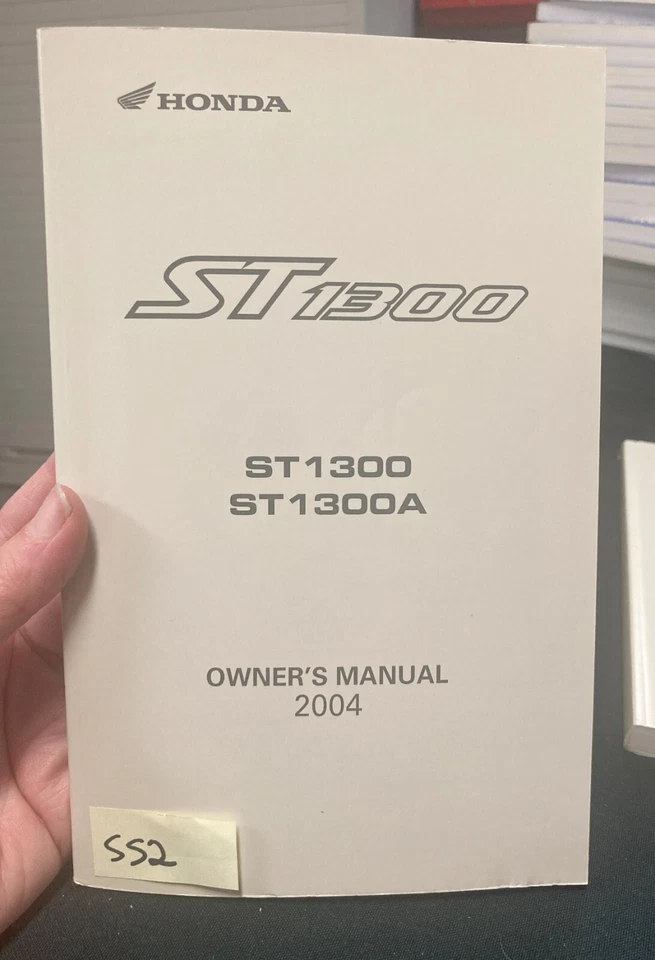 HONDA
ST1300
ST1300
ST1300A
OWNER'S MANUAL
2004
SS2